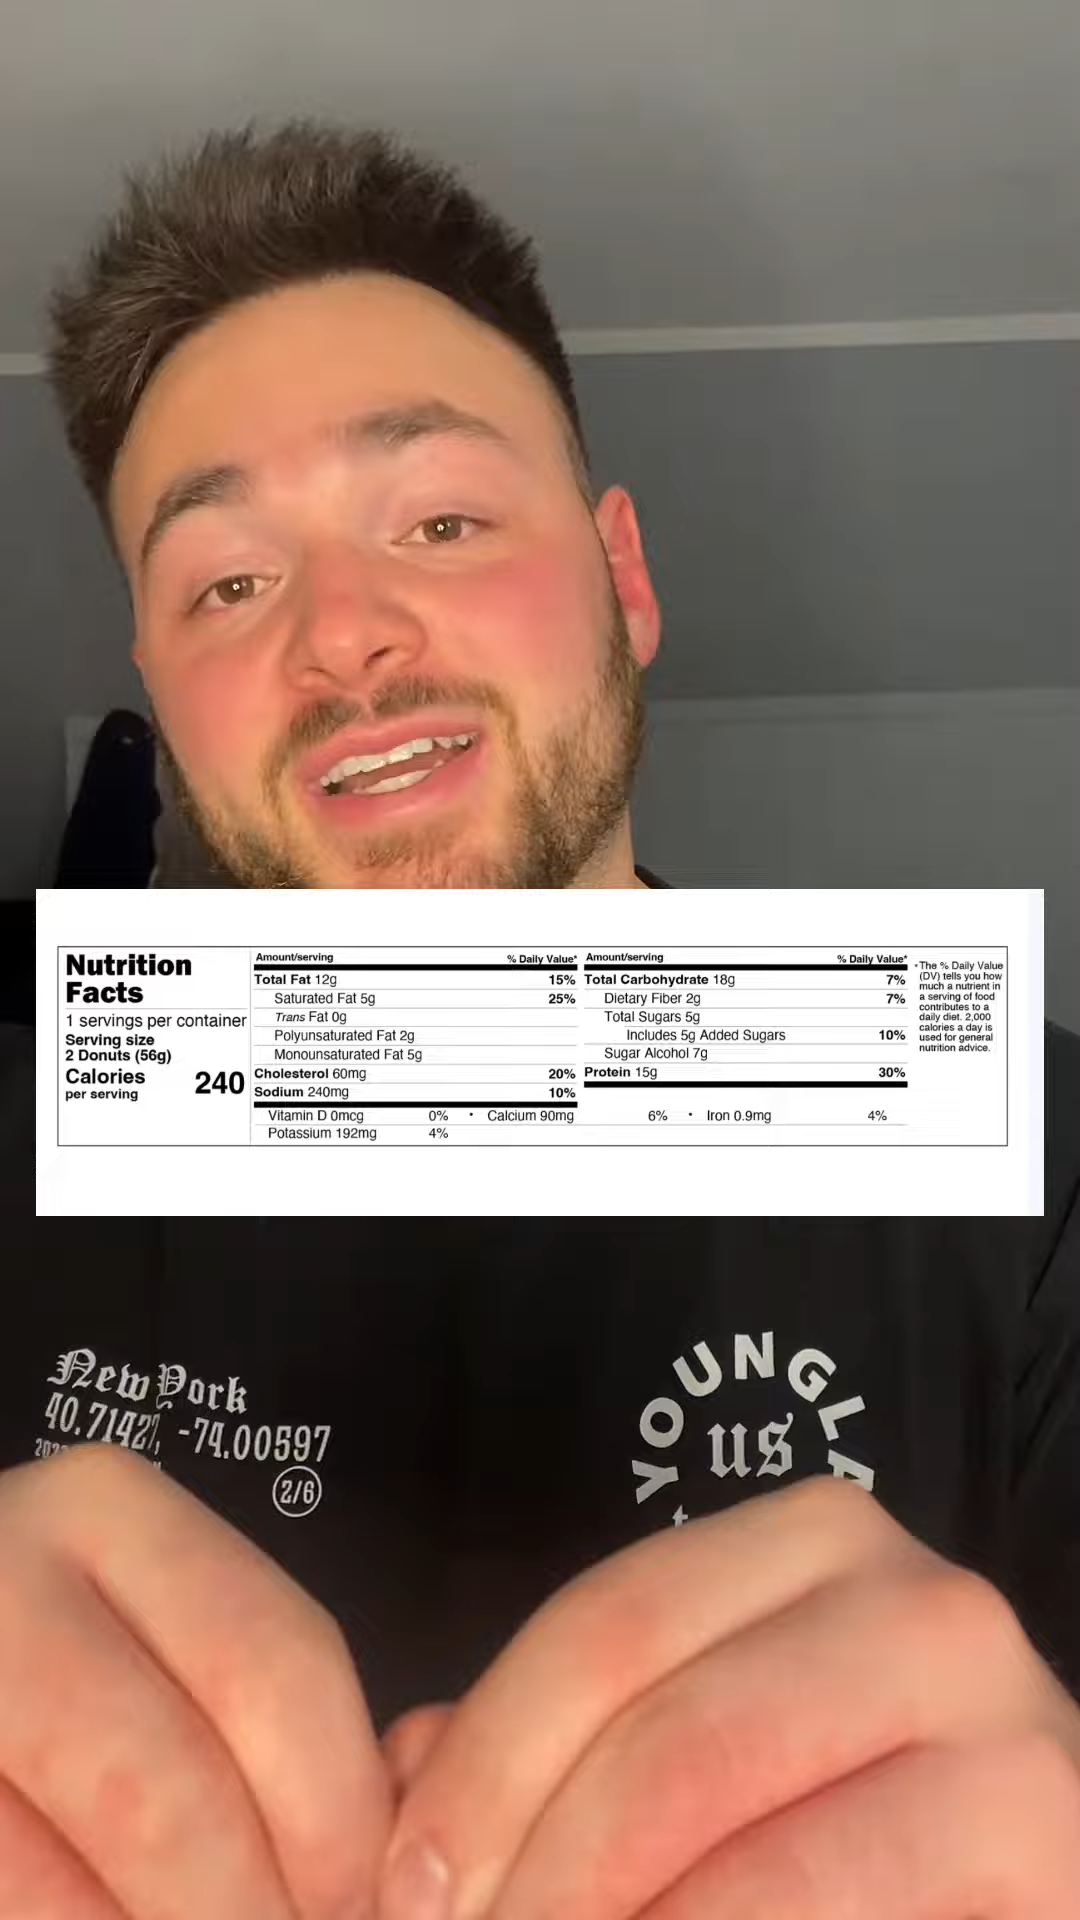 Nutrition
Facts
1 servings per container
Serving size
2 Donuts (56g)
Calories
per serving
240
Amount/serving % Daily Value*
Total Fat 12g 15%
Saturated Fat 5g 25%
Trans Fat 0g
Polyunsaturated Fat 2g
Monounsaturated Fat 5g
Cholesterol 60mg 20%
Sodium 240mg 10%
Amount/serving % Daily Value*
Total Carbohydrate 18g 7%
Dietary Fiber 2g 7%
Total Sugars 5g
Includes 5g Added Sugars 10%
Sugar Alcohol 7g
Protein 15g 30%
Vitamin D 0mcg 0% • Calcium 90mg 6% • Iron 0.9mg 4%
Potassium 192mg 4%
*The % Daily Value
(DV) tells you how
much a nutrient in
a serving of food
contributes to a
daily diet. 2,000
calories a day is
used for general
nutrition advice.
New York
40.71427, -74.00597
2/6
YOUNGLA
us